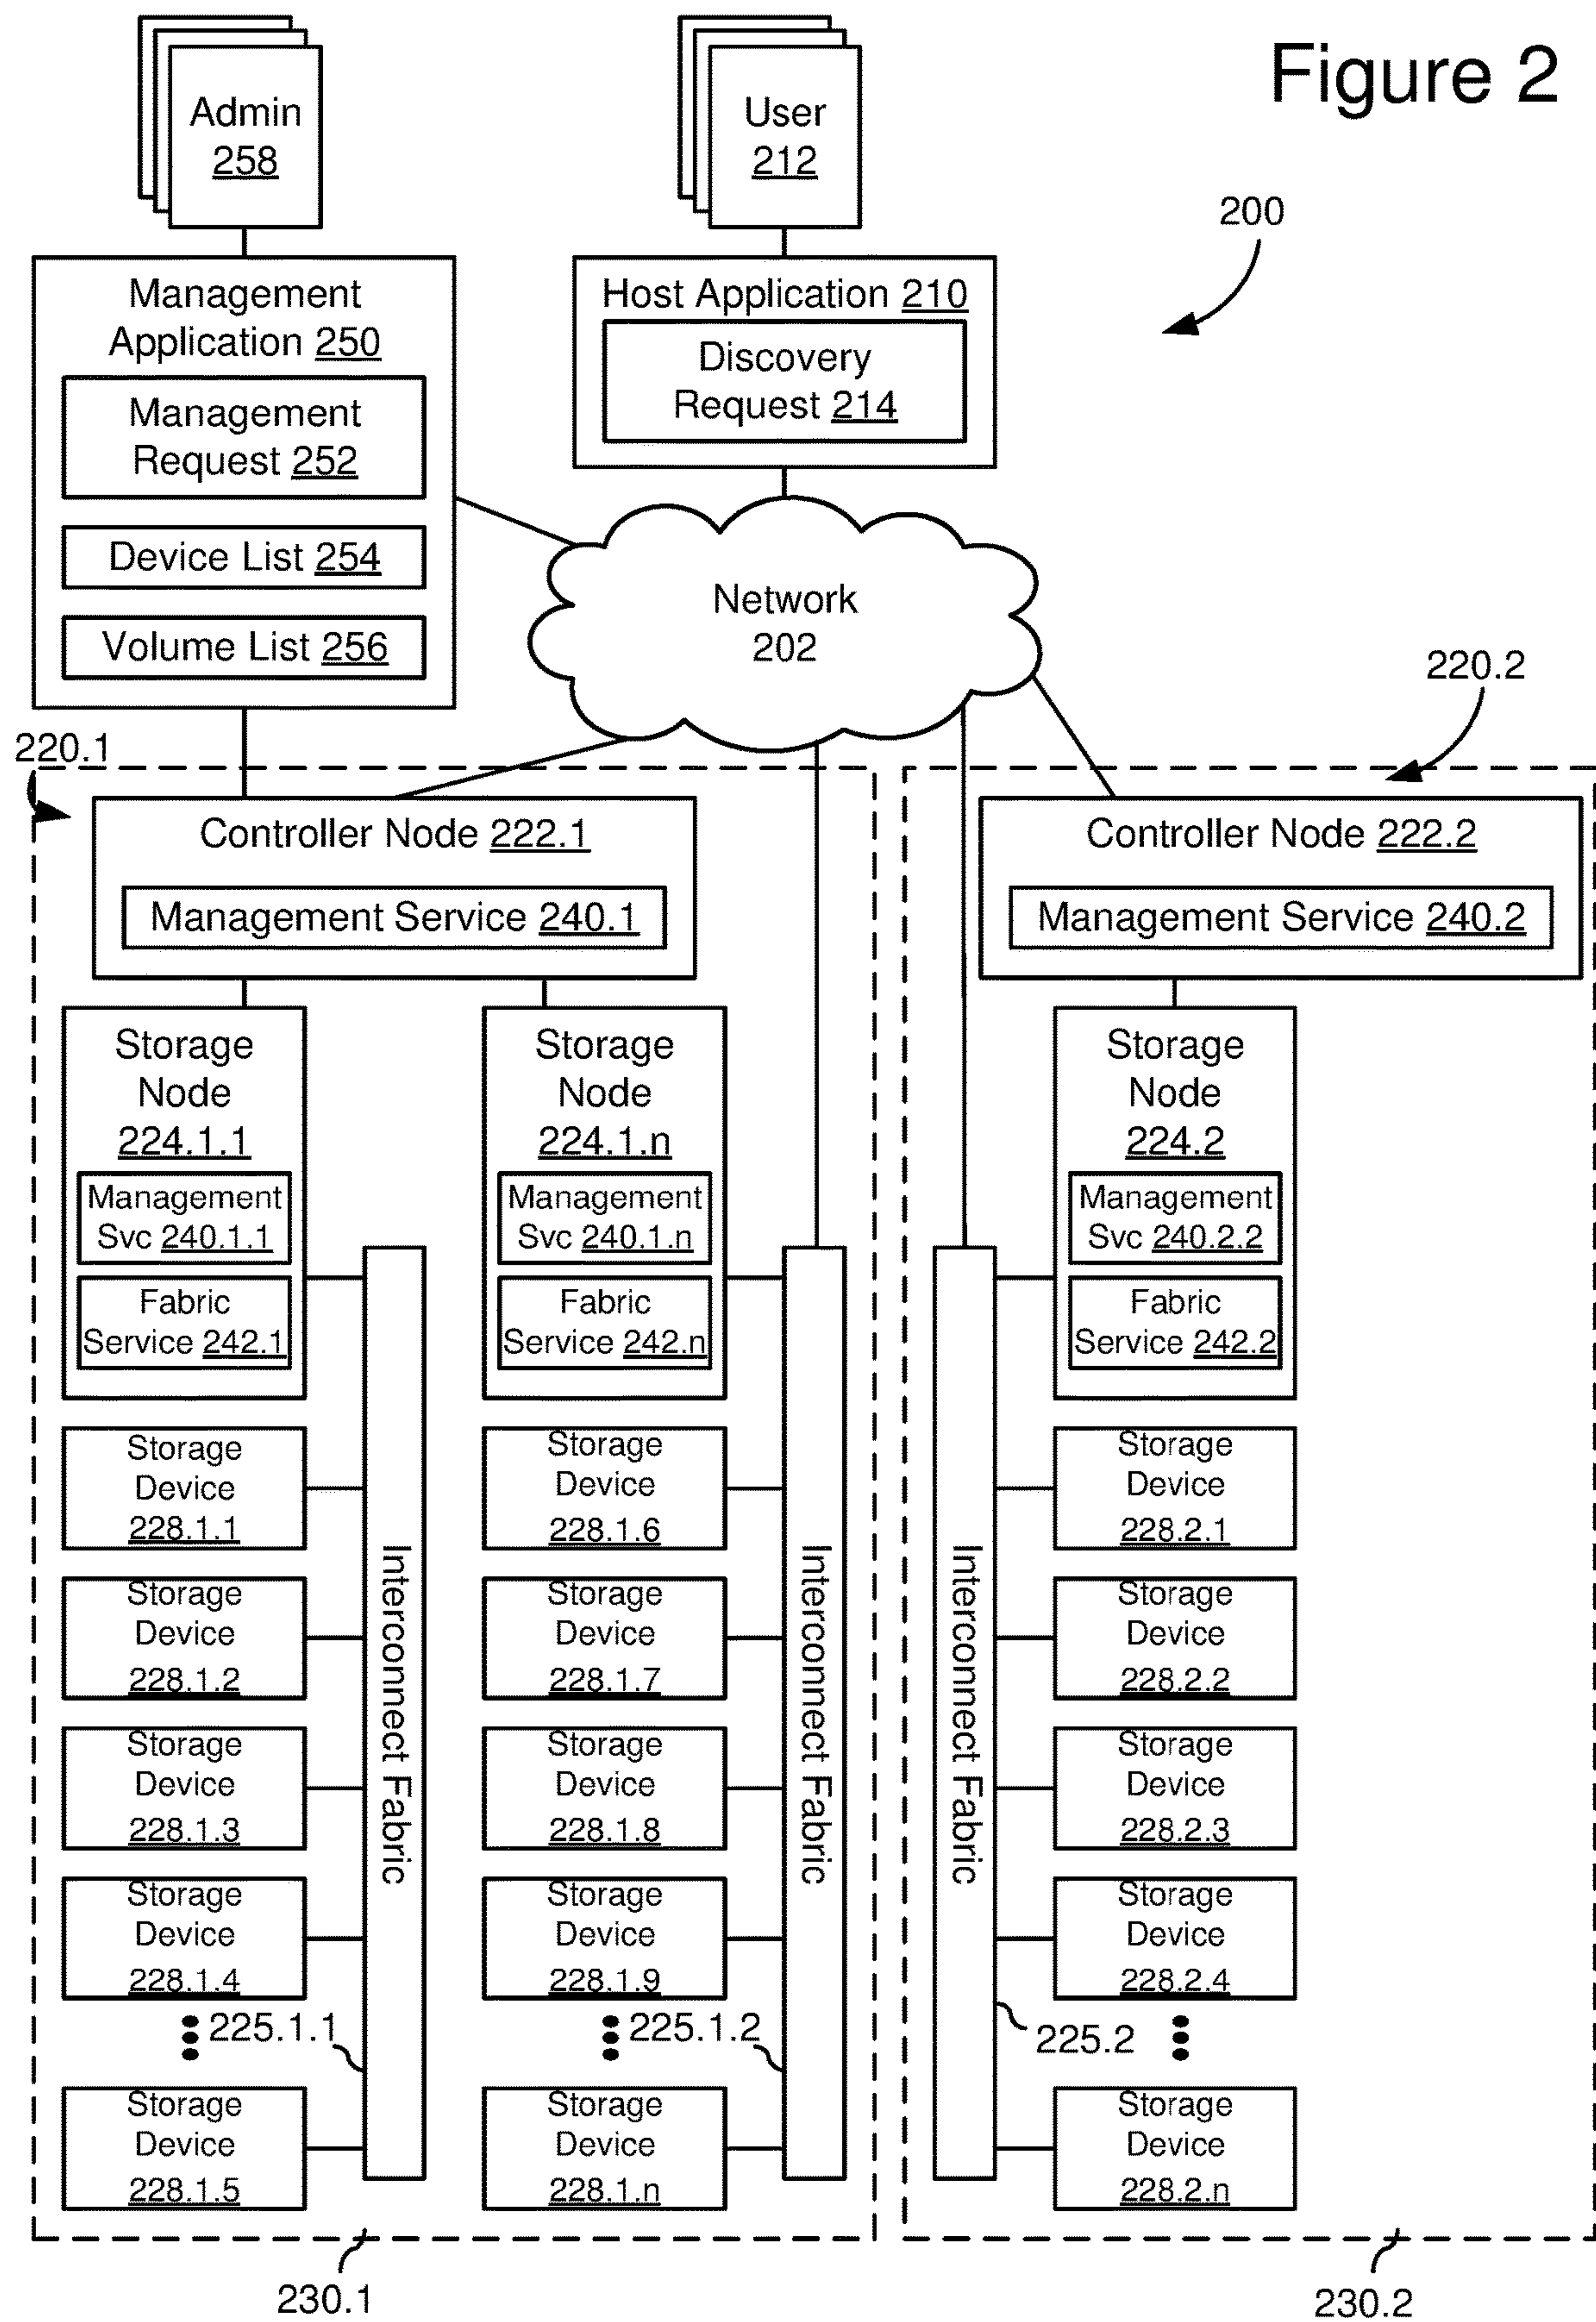 Figure 2
Admin
258
User
212
200
Management
Application 250
Management
Request 252
Device List 254
Volume List 256
Host Application 210
Discovery
Request 214
Network
202
220.1
220.2
Controller Node 222.1
Management Service 240.1
Controller Node 222.2
Management Service 240.2
Storage
Node
224.1.1
Management
Svc 240.1.1
Fabric
Service 242.1
Storage
Node
224.1.n
Management
Svc 240.1.n
Fabric
Service 242.n
Storage
Node
224.2
Management
Svc 240.2.2
Fabric
Service 242.2
Storage
Device
228.1.1
Storage
Device
228.1.2
Storage
Device
228.1.3
Storage
Device
228.1.4
225.1.1
Storage
Device
228.1.5
Interconnect Fabric
Storage
Device
228.1.6
Storage
Device
228.1.7
Storage
Device
228.1.8
Storage
Device
228.1.9
225.1.2
Storage
Device
228.1.n
Interconnect Fabric
Interconnect Fabric
Storage
Device
228.2.1
Storage
Device
228.2.2
Storage
Device
228.2.3
Storage
Device
228.2.4
225.2
Storage
Device
228.2.n
230.1
230.2